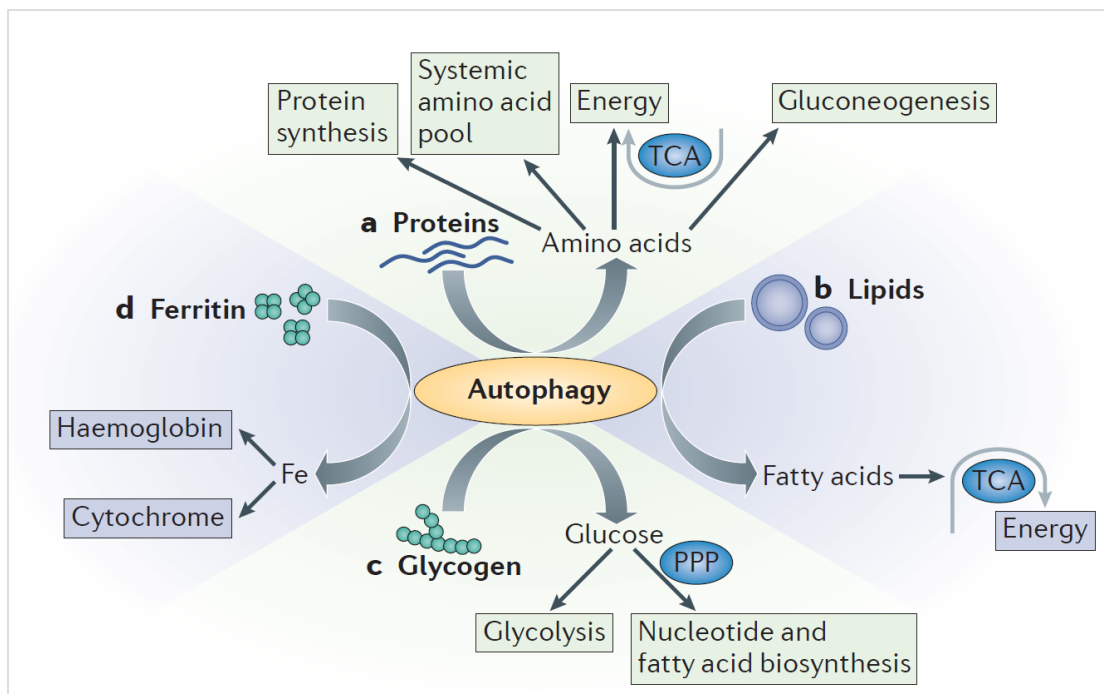 Protein
synthesis
Systemic
amino acid
pool
Energy
TCA
Gluconeogenesis
a Proteins
Amino acids
d Ferritin
b Lipids
Autophagy
Haemoglobin
Fe
Cytochrome
Fatty acids
TCA
Energy
c Glycogen
Glucose
PPP
Glycolysis
Nucleotide and
fatty acid biosynthesis